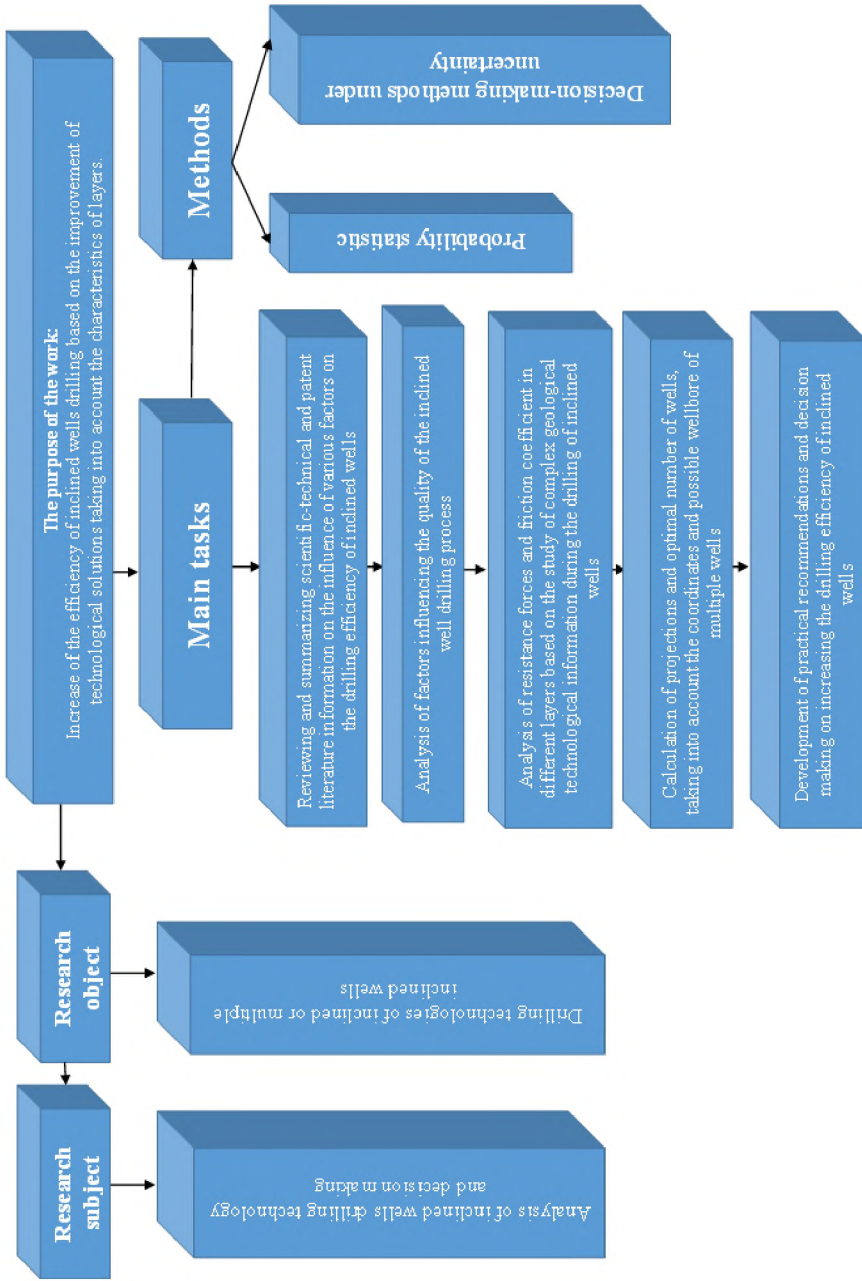 The purpose of the work:
Increase of the efficiency of inclined wells drilling based on the improvement of
technological solutions taking into account the characteristics of layers.
Research
subject
Research
object
Main tasks
Methods
Analysis of inclined wells drilling technology
and decision making
Drilling technologies of inclined or multiple
inclined wells
Reviewing and summarizing scientific-technical and patent
literature information on the influence of various factors on
the drilling efficiency of inclined wells
Analysis of factors influencing the quality of the inclined
well drilling process
Analysis of resistance forces and friction coefficient in
different layers based on the study of complex geological
technological information during the drilling of inclined
wells
Calculation of projections and optimal number of wells,
taking into account the coordinates and possible wellbore of
multiple wells
Development of practical recommendations and decision
making on increasing the drilling efficiency of inclined
wells
Probability statistic
Decision-making methods under
uncertainty